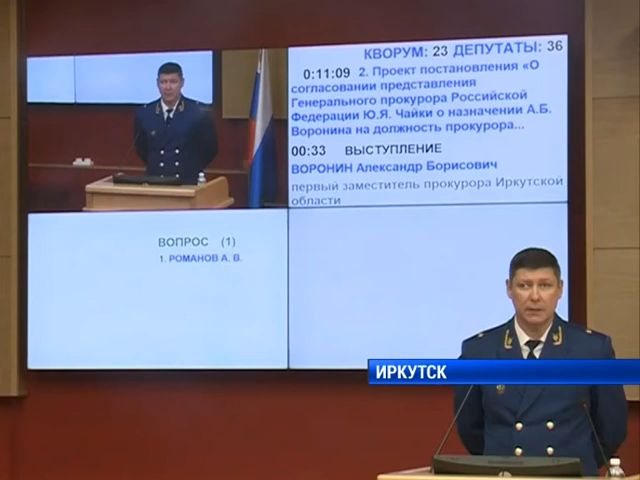 КВОРУМ: 23 ДЕПУТАТЫ: 36
0:11:09 2. Проект постановления «О
согласовании представления
Генерального прокурора Российской
Федерации Ю.Я. Чайки о назначении А.Б.
Воронина на должность прокурора...
00:33 ВЫСТУПЛЕНИЕ
ВОРОНИН Александр Борисович
первый заместитель прокурора Иркутской
области
ВОПРОС (1)
1. РОМАНОВ А. В.
ИРКУТСК